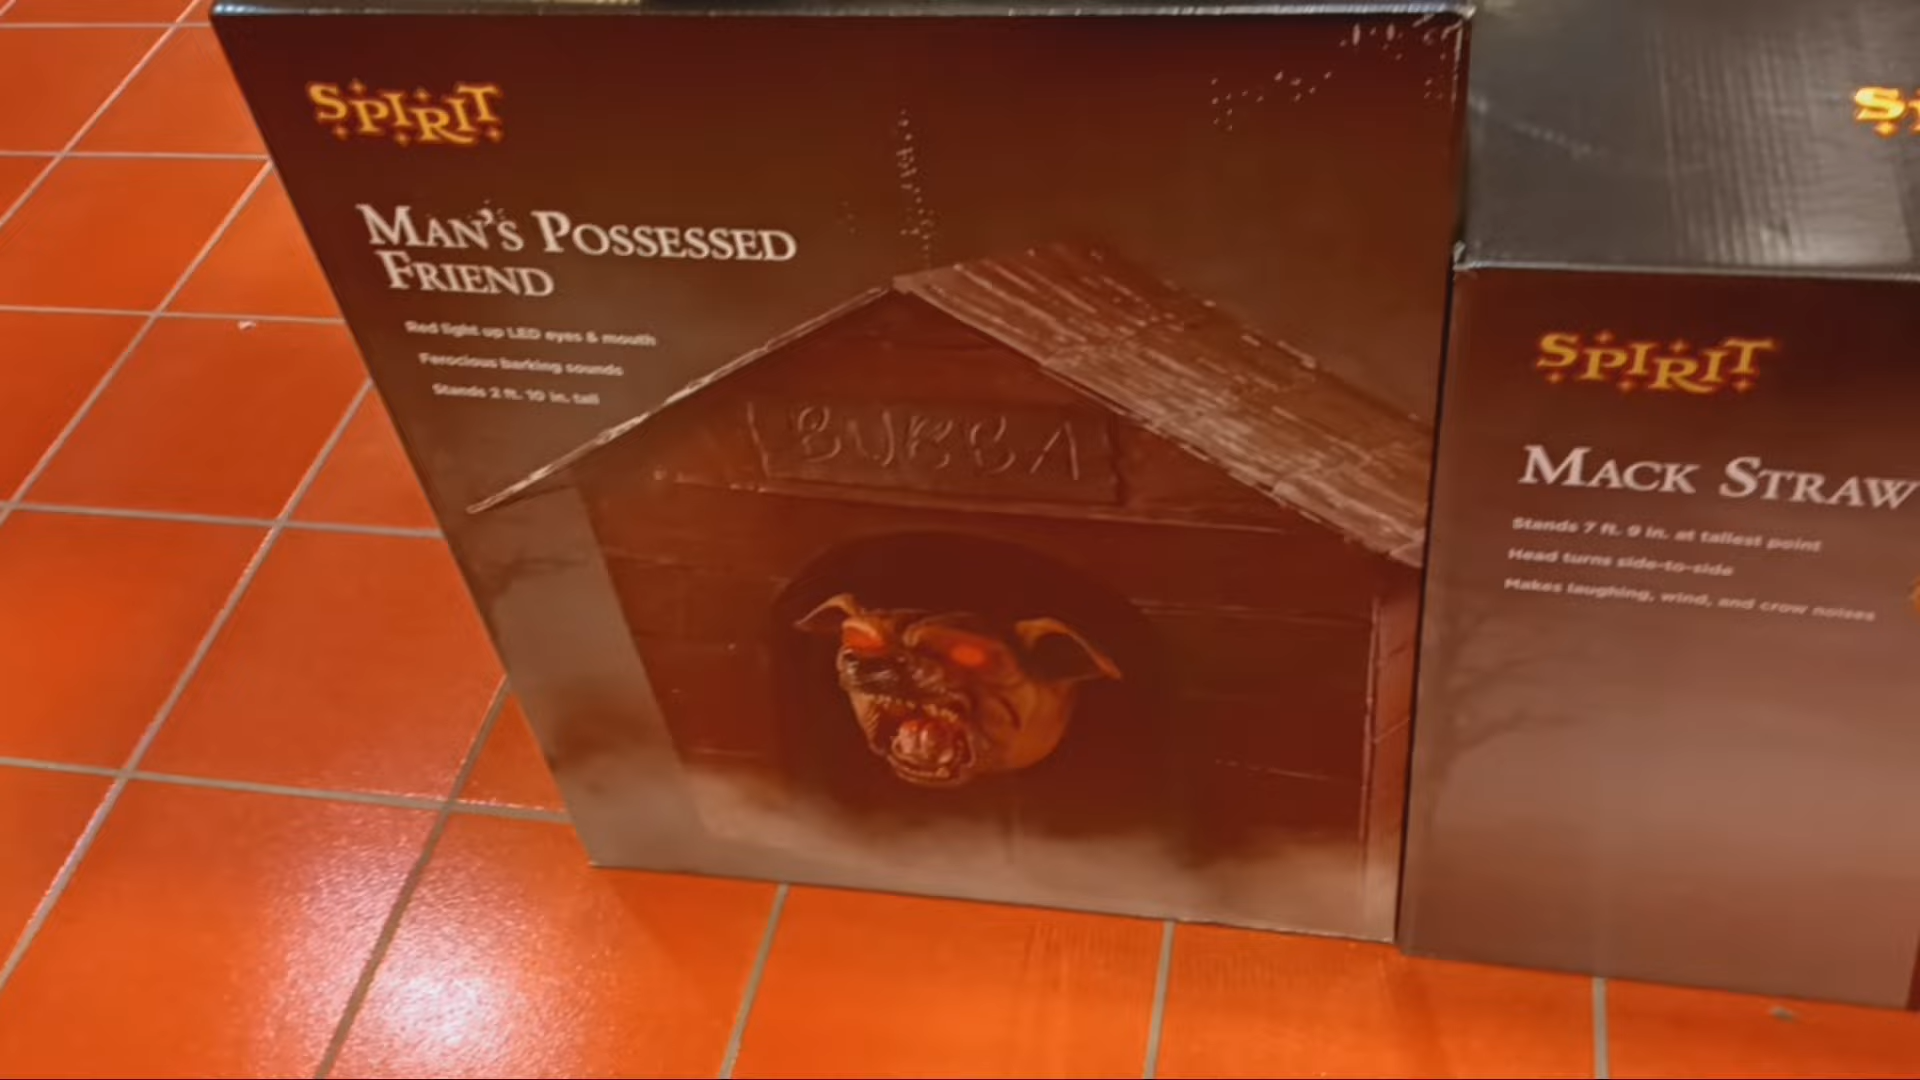 SPIRIT
MAN'S POSSESSED
FRIEND
Red light up LED eyes & mouth
Ferocious barking sounds
Stands 2 ft. 10 in. tall
BUBBA
SPIRIT
MACK STRAW
Stands 7 ft. 9 in. at tallest point
Head turns side-to-side
Makes laughing, wind, and crow noises